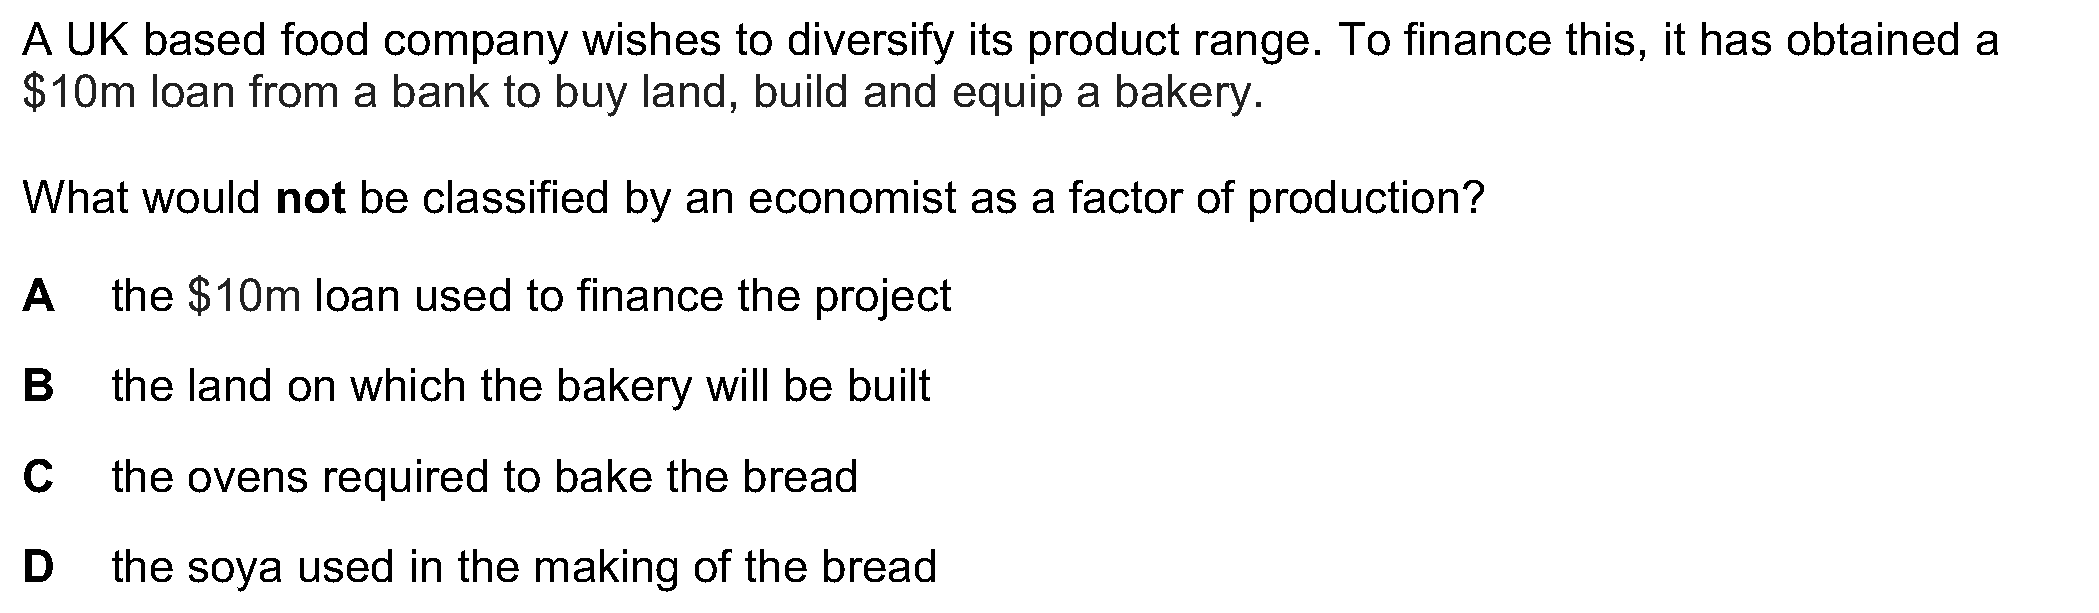 A UK based food company wishes to diversify its product range. To finance this, it has obtained a
$10m loan from a bank to buy land, build and equip a bakery.
What would not be classified by an economist as a factor of production?
A the $10m loan used to finance the project
B the land on which the bakery will be built
C the ovens required to bake the bread
D the soya used in the making of the bread